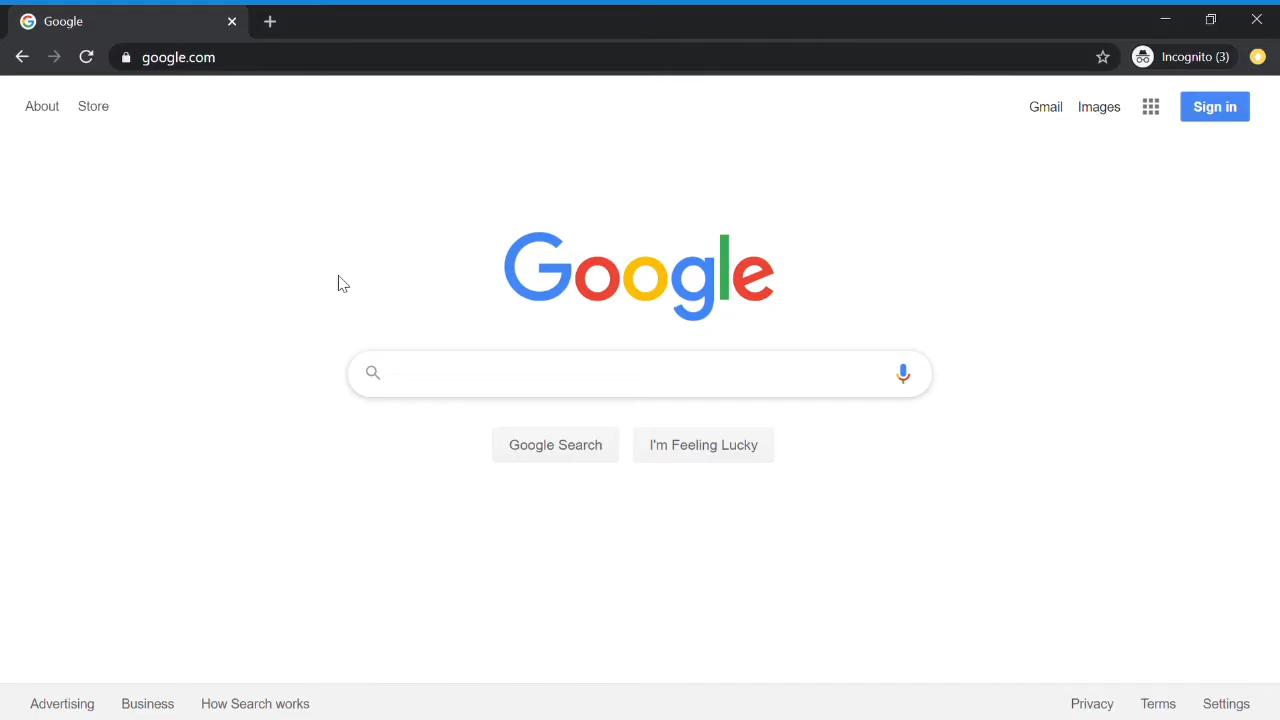 Google
google.com
Incognito (3)
About Store
Gmail Images Sign in
Google
Google Search I'm Feeling Lucky
Advertising Business How Search works
Privacy Terms Settings